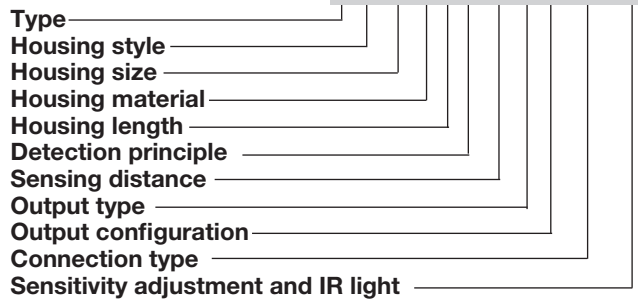 Type
Housing style
Housing size
Housing material
Housing length
Detection principle
Sensing distance
Output type
Output configuration
Connection type
Sensitivity adjustment and IR light